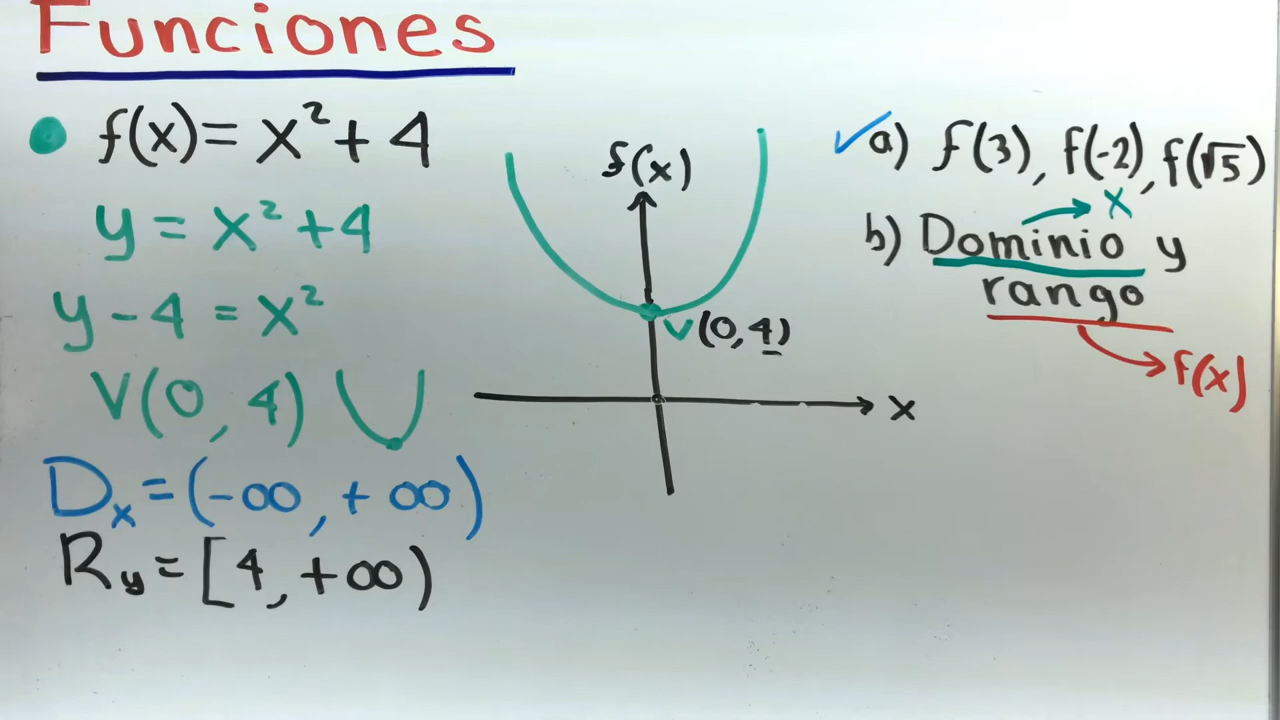 Funciones
f(x)= x² + 4
y = x² + 4
y - 4 = x²
V(0, 4)
Dx = (-∞, +∞)
Ry = [4, +∞)
f(x)
V(0, 4)
x
a) f(3), f(-2), f(√5)
x
b) Dominio y
rango
f(x)